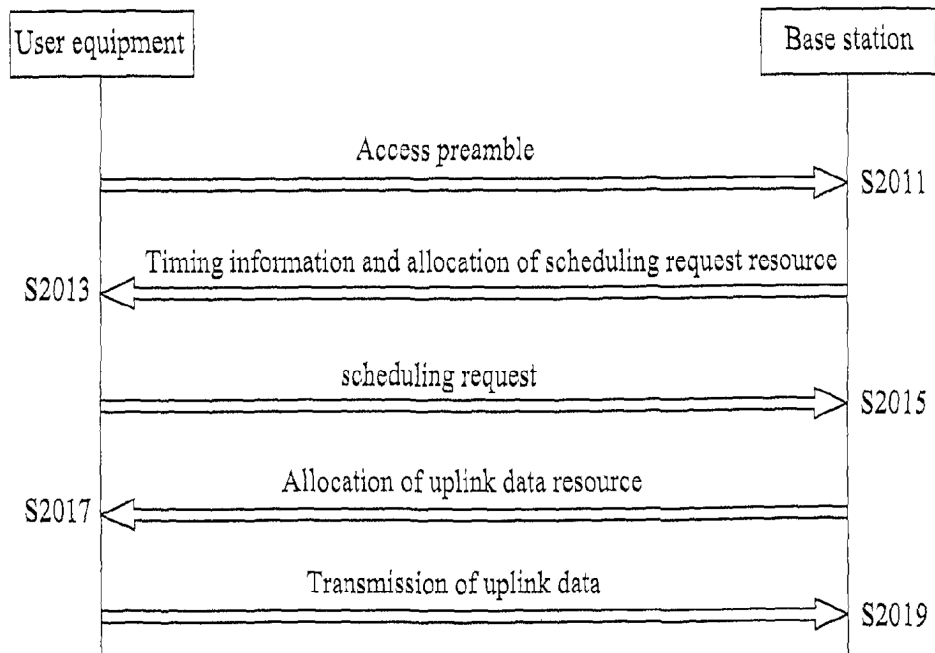 User equipment
Base station
Access preamble
S2011
Timing information and allocation of scheduling request resource
S2013
scheduling request
S2015
Allocation of uplink data resource
S2017
Transmission of uplink data
S2019